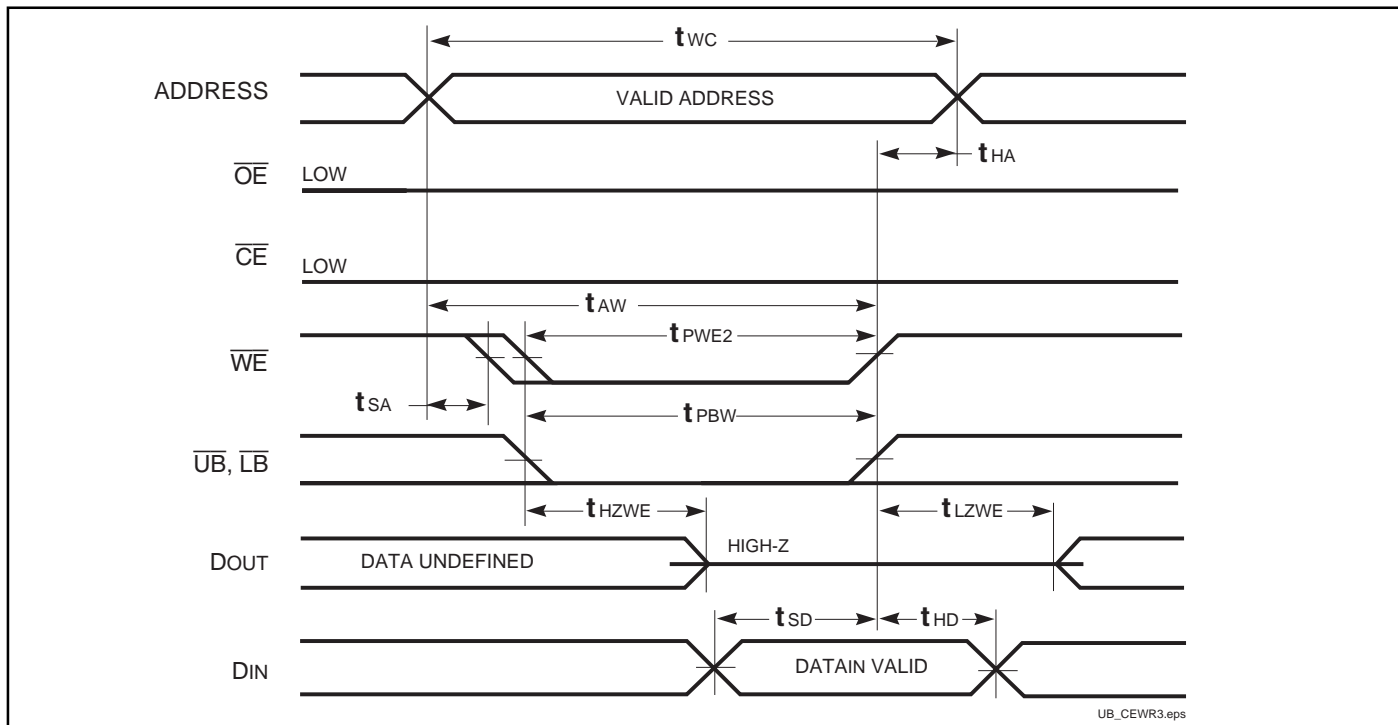 tWC
ADDRESS
VALID ADDRESS
tHA
OE
LOW
CE
LOW
tAW
tPWE2
WE
tSA
tPBW
UB, LB
tHZWE
tLZWE
HIGH-Z
DOUT
DATA UNDEFINED
tSD
tHD
DIN
DATAIN VALID
UB_CEWR3.eps